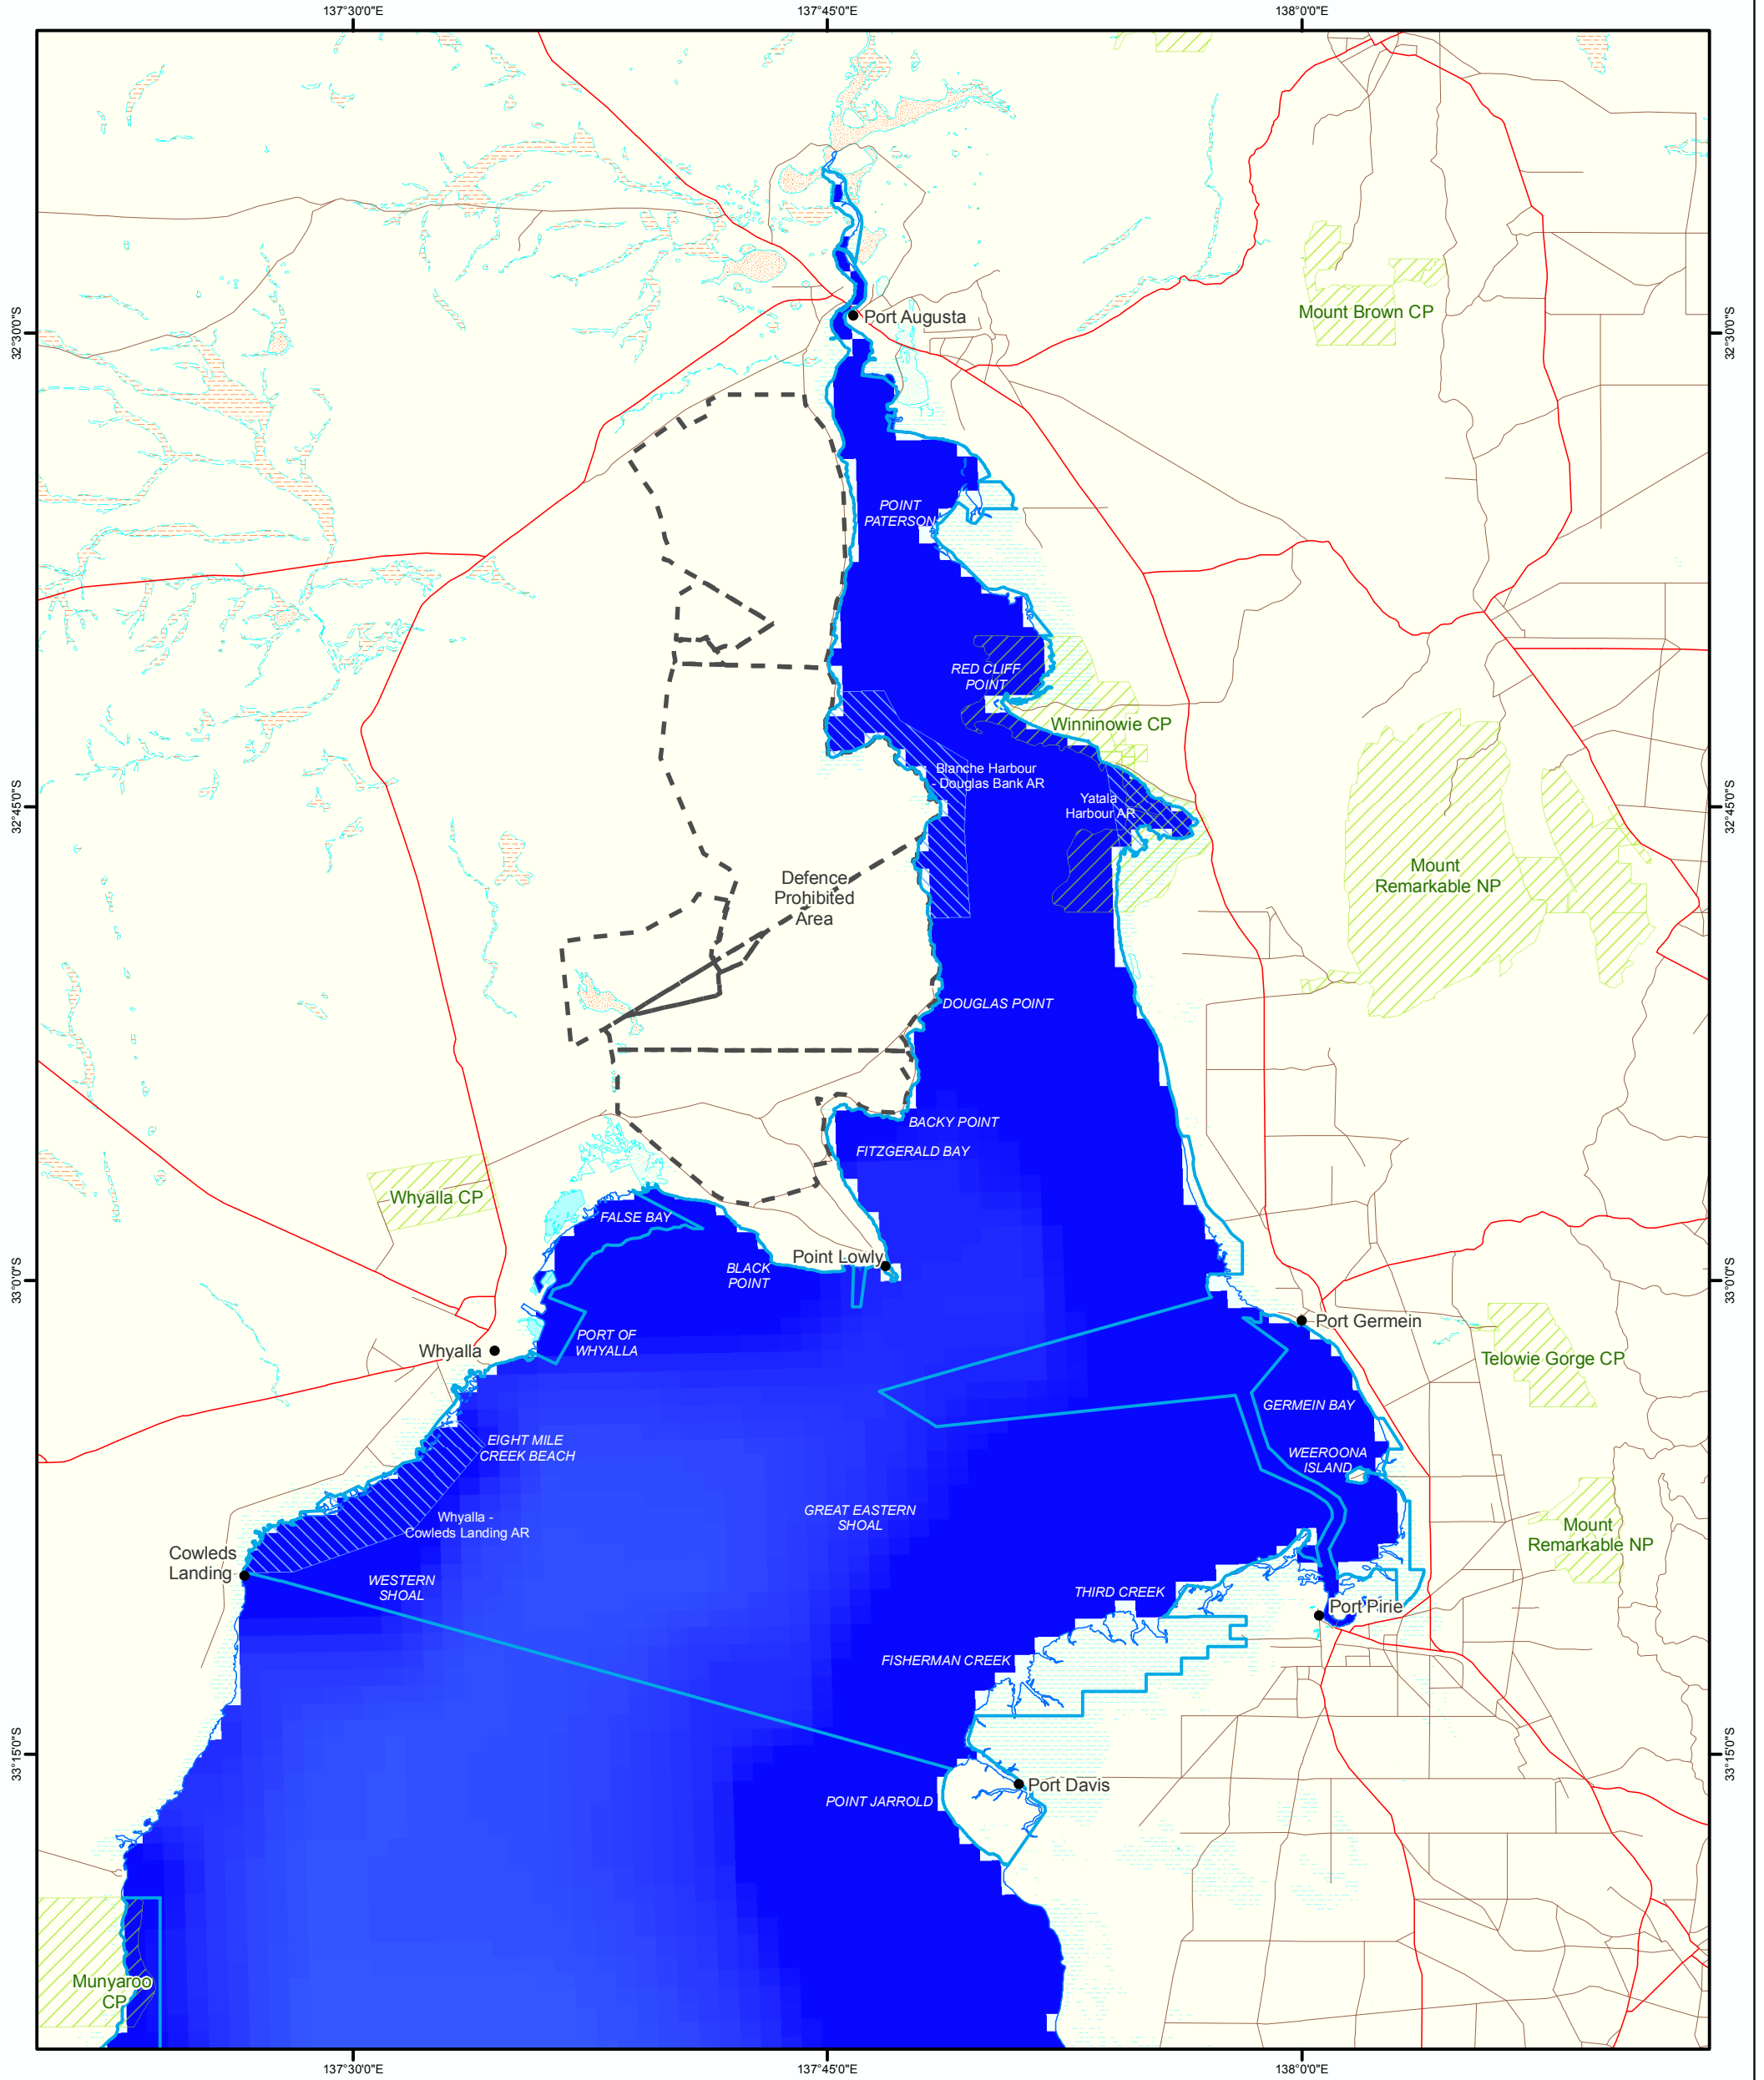 137°30'0"E
137°45'0"E
138°0'0"E
32°30'0"S
32°30'0"S
Port Augusta
Mount Brown CP
POINT
PATERSON
RED CLIFF
POINT
Winninowie CP
Blanche Harbour
- Douglas Bank AR
Yatala
Harbour AR
32°45'0"S
32°45'0"S
Mount
Remarkable NP
Defence
Prohibited
Area
DOUGLAS POINT
BACKY POINT
FITZGERALD BAY
Whyalla CP
FALSE BAY
Point Lowly
BLACK
POINT
33°0'0"S
33°0'0"S
Port Germein
PORT OF
WHYALLA
Whyalla
Telowie Gorge CP
GERMEIN BAY
EIGHT MILE
CREEK BEACH
WEEROONA
ISLAND
GREAT EASTERN
SHOAL
Whyalla -
Cowleds Landing AR
Mount
Remarkable NP
Cowleds
Landing
WESTERN
SHOAL
THIRD CREEK
Port Pirie
FISHERMAN CREEK
33°15'0"S
33°15'0"S
Port Davis
POINT JARROLD
Munyaroo
CP
137°30'0"E
137°45'0"E
138°0'0"E